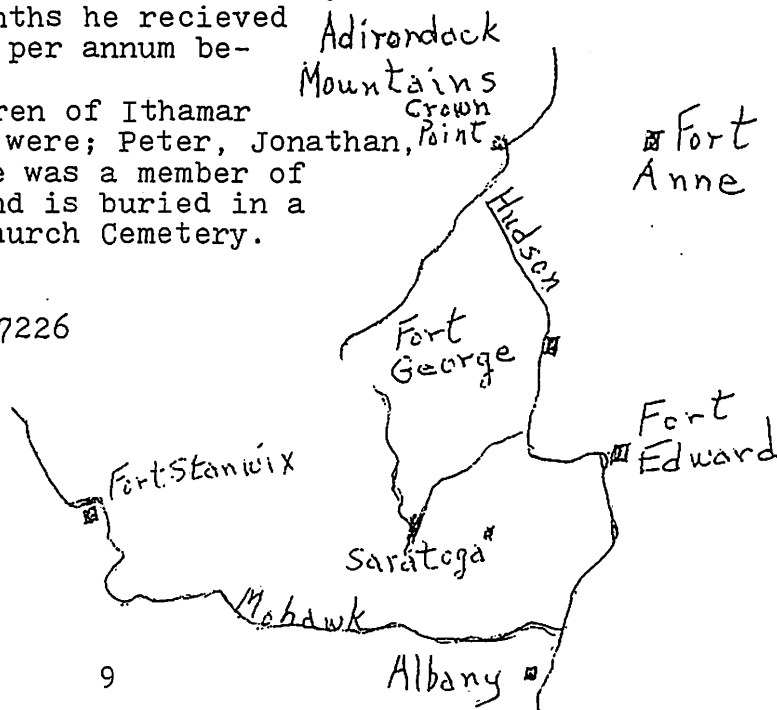 nths he recieved
per annum be-
ren of Ithamar
were; Peter, Jonathan,
e was a member of
nd is buried in a
hurch Cemetery.
7226
Adirondack
Mountains
Crown
Point
Fort
Anne
Hudson
Fort
George
Fort
Edward
Fort Stanwix
Saratoga
Mohawk
Albany
9